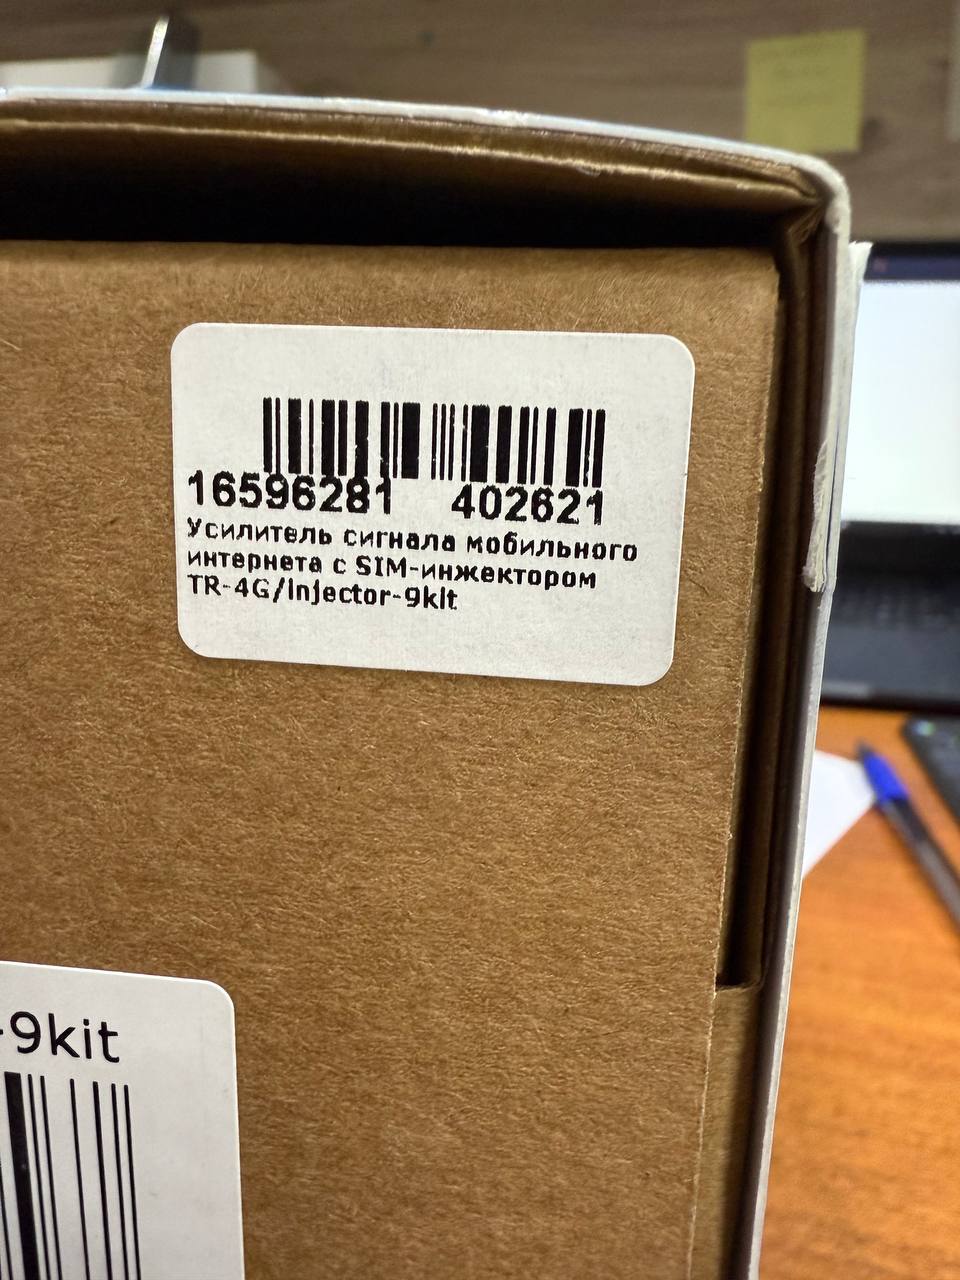 16596281 402621
Усилитель сигнала мобильного
интернета с SIM-инжектором
TR-4G/injector-9kit
-9kit